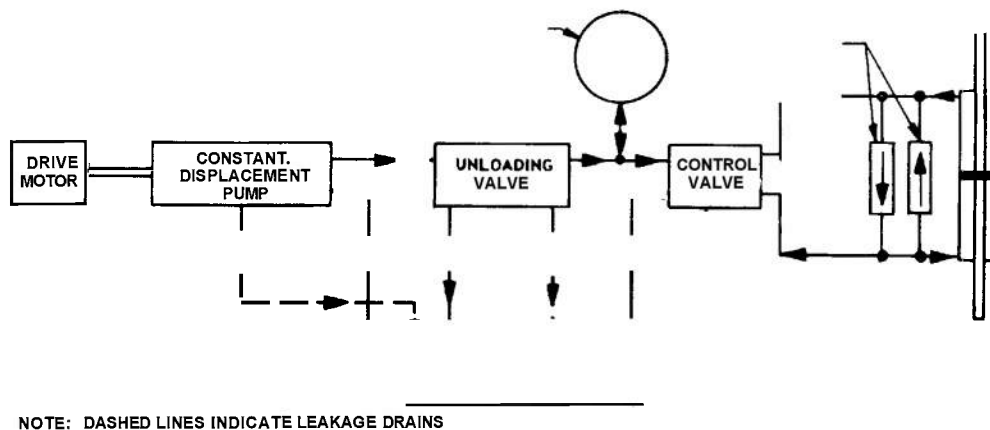 DRIVE
MOTOR
CONSTANT.
DISPLACEMENT
PUMP
UNLOADING
VALVE
CONTROL
VALVE
NOTE: DASHED LINES INDICATE LEAKAGE DRAINS